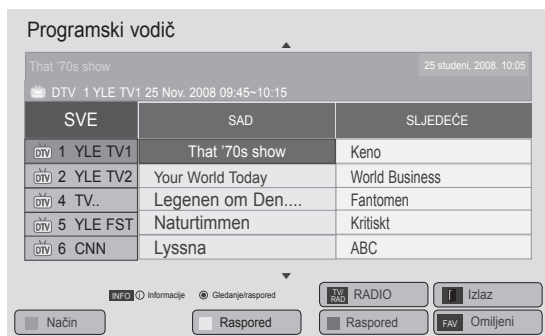 Programski vodič
That '70s show 25 studeni, 2008. 10:05
DTV 1 YLE TV1 25 Nov. 2008 09:45~10:15
SVE SAD SLJEDEĆE
DTV 1 YLE TV1 That '70s show Keno
DTV 2 YLE TV2 Your World Today World Business
DTV 4 TV.. Legenen om Den.... Fantomen
DTV 5 YLE FST Naturtimmen Kritiskt
DTV 6 CNN Lyssna ABC
INFO i Informacije Gledanje/raspored TV/RAD RADIO Izlaz
Način Raspored Raspored FAV Omiljeni